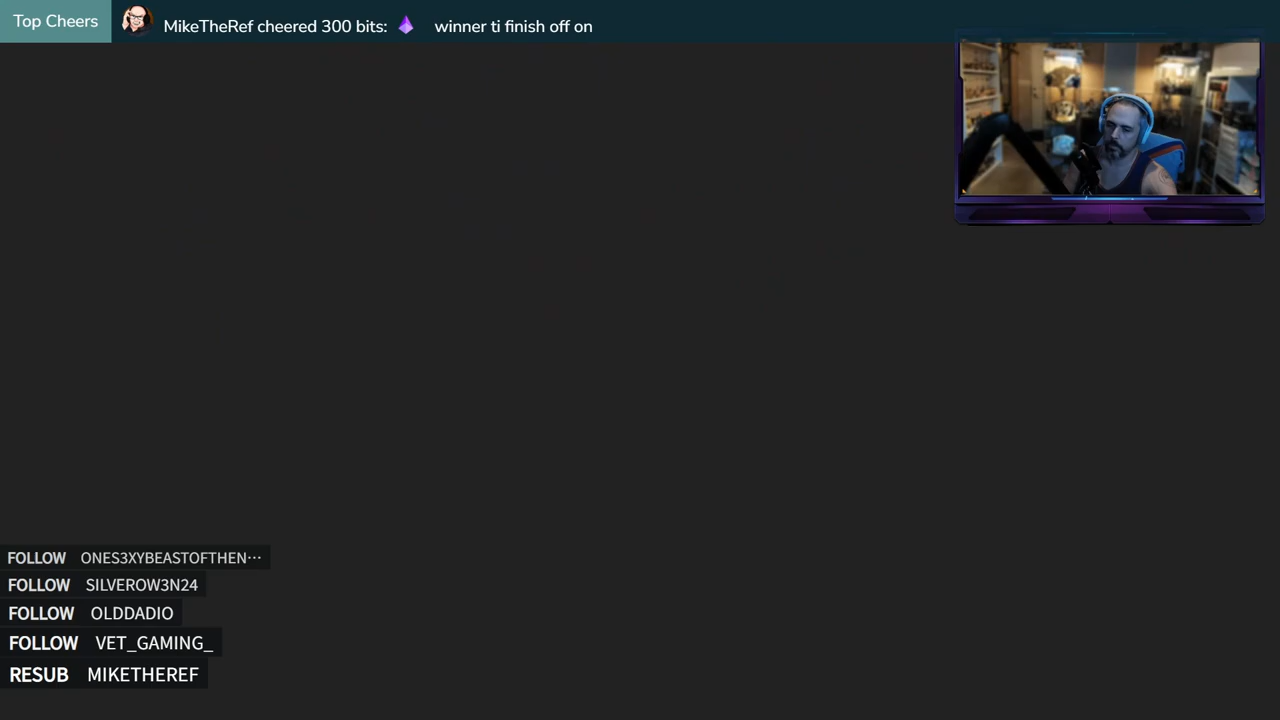 Top Cheers
MikeTheRef cheered 300 bits: winner ti finish off on
FOLLOW ONES3XYBEASTOFTHEN···
FOLLOW SILVEROW3N24
FOLLOW OLDDADIO
FOLLOW VET_GAMING_
RESUB MIKETHEREF